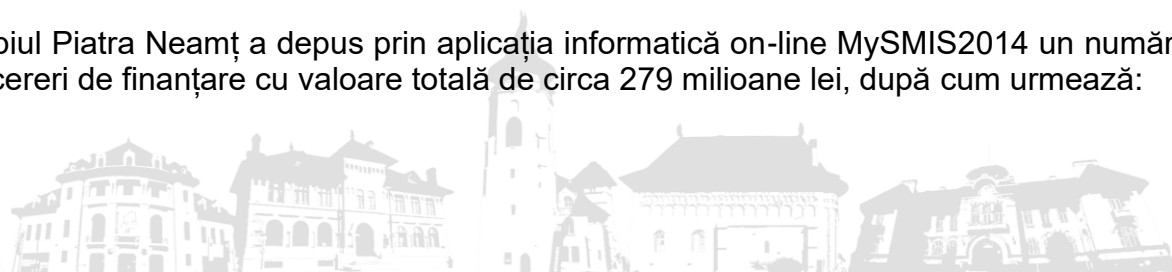 oiul Piatra Neamț a depus prin aplicația informatică on-line MySMIS2014 un număr
cereri de finanțare cu valoare totală de circa 279 milioane lei, după cum urmează: